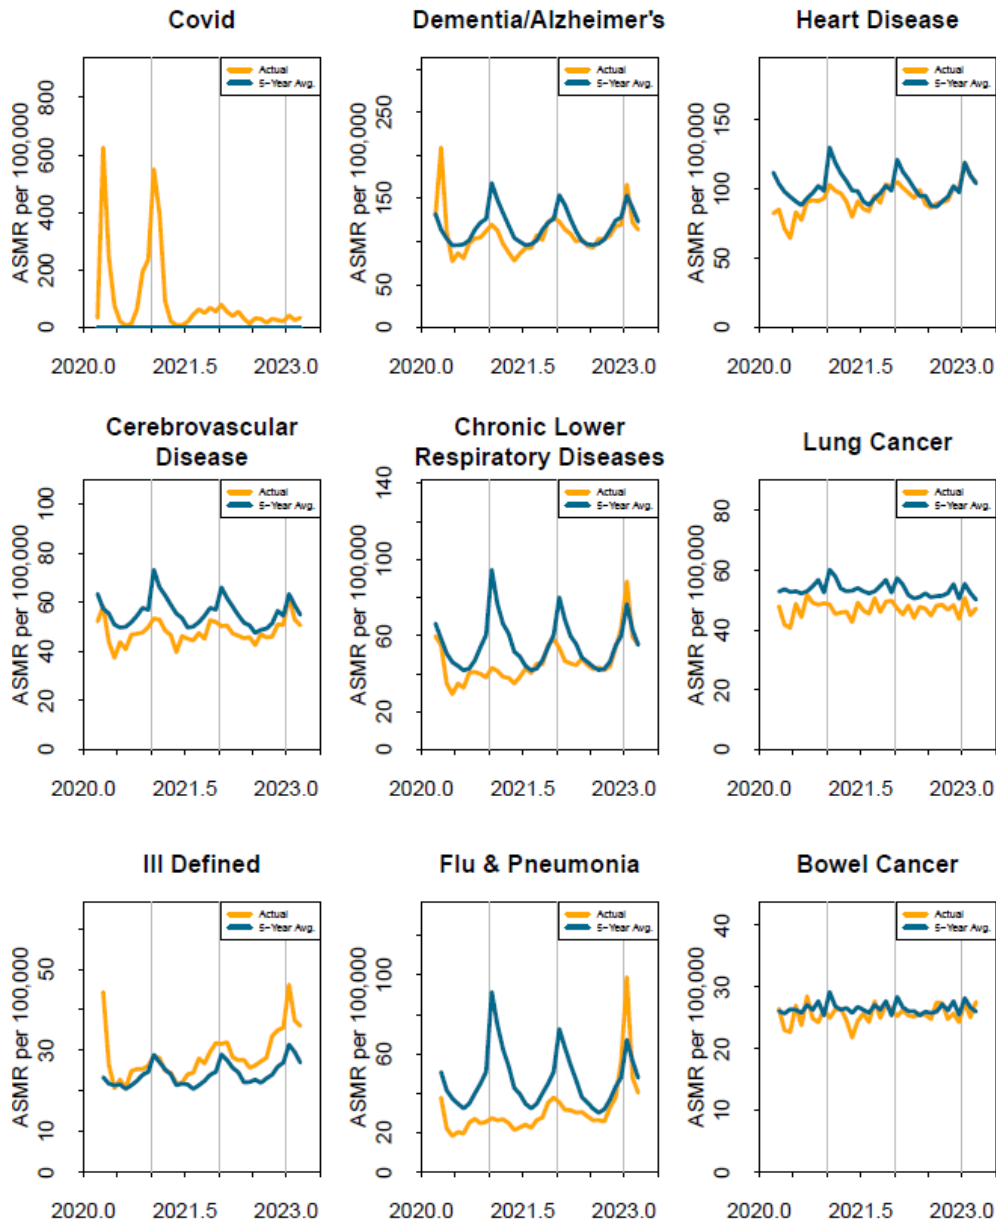 Covid
Actual
5-Year Avg.
ASMR per 100,000
800
600
400
200
0
2020.0 2021.5 2023.0
Dementia/Alzheimer's
Actual
5-Year Avg.
ASMR per 100,000
250
150
50
0
2020.0 2021.5 2023.0
Heart Disease
Actual
5-Year Avg.
ASMR per 100,000
150
100
50
0
2020.0 2021.5 2023.0
Cerebrovascular
Disease
Actual
5-Year Avg.
ASMR per 100,000
100
80
60
40
20
0
2020.0 2021.5 2023.0
Chronic Lower
Respiratory Diseases
Actual
5-Year Avg.
ASMR per 100,000
140
100
60
20
0
2020.0 2021.5 2023.0
Lung Cancer
Actual
5-Year Avg.
ASMR per 100,000
80
60
40
20
0
2020.0 2021.5 2023.0
Ill Defined
Actual
5-Year Avg.
ASMR per 100,000
50
30
10
0
2020.0 2021.5 2023.0
Flu & Pneumonia
Actual
5-Year Avg.
ASMR per 100,000
100
60
20
0
2020.0 2021.5 2023.0
Bowel Cancer
Actual
5-Year Avg.
ASMR per 100,000
40
30
20
10
0
2020.0 2021.5 2023.0